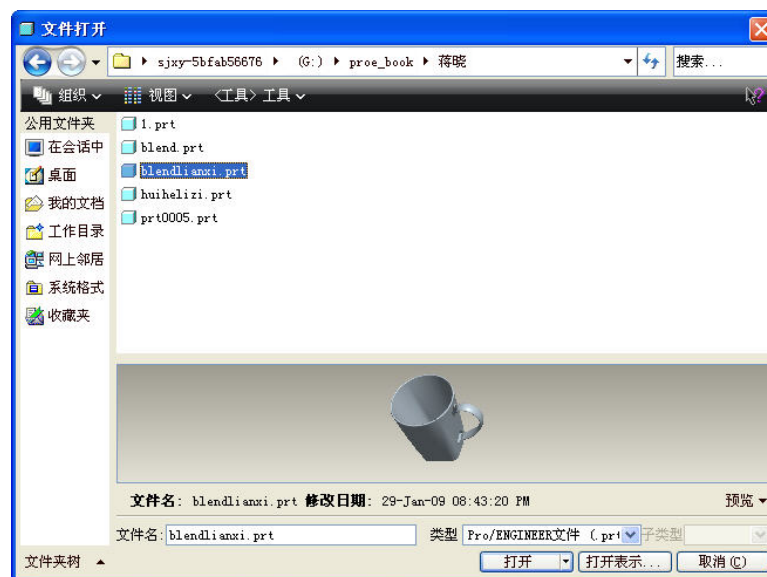 文件打开
sjxy-5bfab56676 (G:) proe_book 蒋晓
搜索...
组织 视图 <工具> 工具
公用文件夹
在会话中
桌面
我的文档
工作目录
网上邻居
系统格式
收藏夹
1.prt
blend.prt
blendlianxi.prt
huihelizi.prt
prt0005.prt
文件名: blendlianxi.prt 修改日期: 29-Jan-09 08:43:20 PM
预览
文件名: blendlianxi.prt 类型 Pro/ENGINEER文件 (.prt 子类型
文件夹树
打开 打开表示... 取消(C)